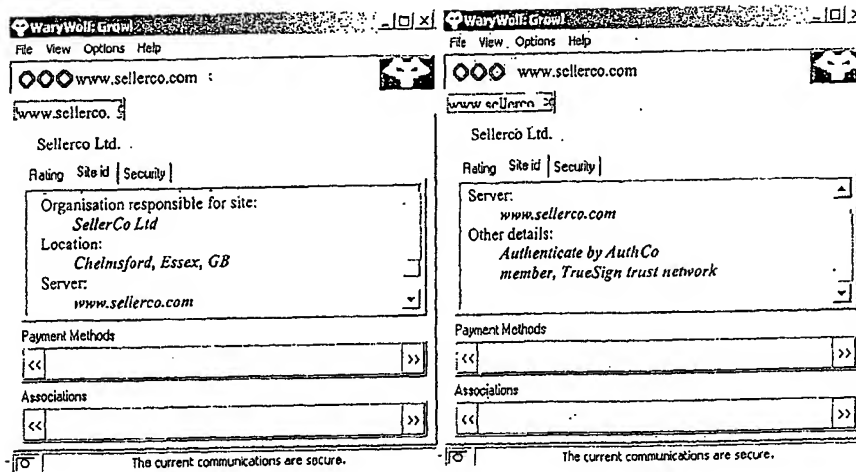 WaryWolf: Growl
File View Options Help
www.sellerco.com
www.sellerco.
Sellerco Ltd.
Rating Site id Security
Organisation responsible for site:
SellerCo Ltd
Location:
Chelmsford, Essex, GB
Server:
www.sellerco.com
Payment Methods
<< >>
Associations
<< >>
The current communications are secure.
WaryWolf: Growl
File View Options Help
www.sellerco.com
www.sellerco
Sellerco Ltd.
Rating Site id Security
Server:
www.sellerco.com
Other details:
Authenticate by AuthCo
member, TrueSign trust network
Payment Methods
<< >>
Associations
<< >>
The current communications are secure.